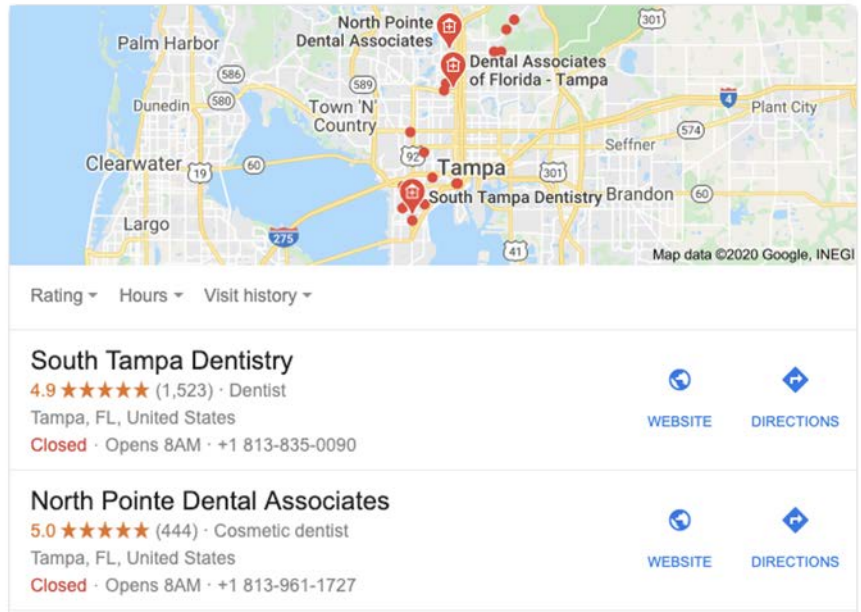 North Pointe
Dental Associates
301
Palm Harbor
Dental Associates
of Florida - Tampa
586
589
Dunedin
580
Town 'N'
Country
4
Plant City
574
Seffner
Clearwater
19
60
92
Tampa
301
South Tampa Dentistry
Brandon
60
Largo
275
41
Map data ©2020 Google, INEGI
Rating
Hours
Visit history
South Tampa Dentistry
4.9 ★★★★★ (1,523) · Dentist
Tampa, FL, United States
Closed · Opens 8AM · +1 813-835-0090
WEBSITE
DIRECTIONS
North Pointe Dental Associates
5.0 ★★★★★ (444) · Cosmetic dentist
Tampa, FL, United States
Closed · Opens 8AM · +1 813-961-1727
WEBSITE
DIRECTIONS